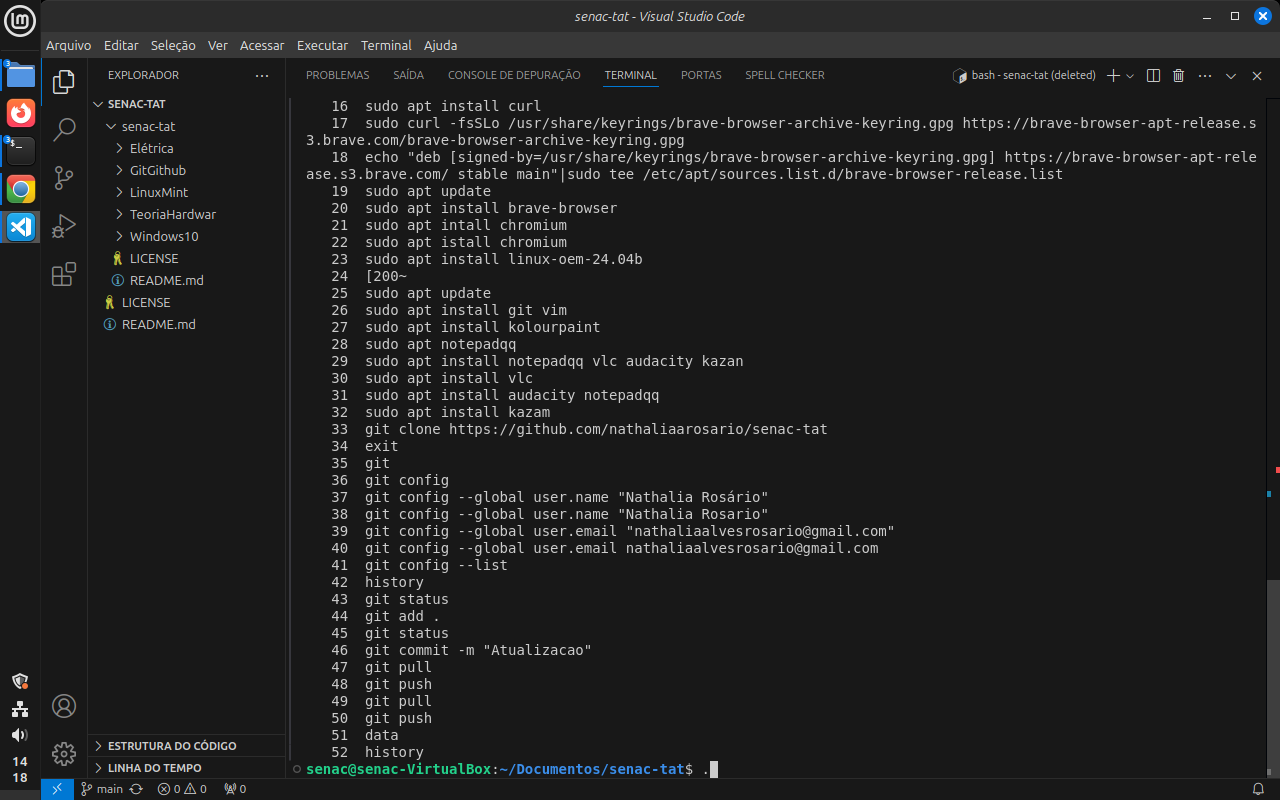 senac-tat - Visual Studio Code
Arquivo Editar Seleção Ver Acessar Executar Terminal Ajuda
EXPLORADOR
PROBLEMAS SAÍDA CONSOLE DE DEPURAÇÃO TERMINAL PORTAS SPELL CHECKER
bash - senac-tat (deleted)
SENAC-TAT
senac-tat
Elétrica
GitGithub
LinuxMint
TeoriaHardwar
Windows10
LICENSE
README.md
LICENSE
README.md
ESTRUTURA DO CÓDIGO
LINHA DO TEMPO
16 sudo apt install curl
17 sudo curl -fsSLo /usr/share/keyrings/brave-browser-archive-keyring.gpg https://brave-browser-apt-release.s
3.brave.com/brave-browser-archive-keyring.gpg
18 echo "deb [signed-by=/usr/share/keyrings/brave-browser-archive-keyring.gpg] https://brave-browser-apt-rele
ase.s3.brave.com/ stable main"|sudo tee /etc/apt/sources.list.d/brave-browser-release.list
19 sudo apt update
20 sudo apt install brave-browser
21 sudo apt intall chromium
22 sudo apt istall chromium
23 sudo apt install linux-oem-24.04b
24 [200~
25 sudo apt update
26 sudo apt install git vim
27 sudo apt install kolourpaint
28 sudo apt notepadqq
29 sudo apt install notepadqq vlc audacity kazan
30 sudo apt install vlc
31 sudo apt install audacity notepadqq
32 sudo apt install kazam
33 git clone https://github.com/nathaliaarosario/senac-tat
34 exit
35 git
36 git config
37 git config --global user.name "Nathalia Rosário"
38 git config --global user.name "Nathalia Rosario"
39 git config --global user.email "nathaliaalvesrosario@gmail.com"
40 git config --global user.email nathaliaalvesrosario@gmail.com
41 git config --list
42 history
43 git status
44 git add .
45 git status
46 git commit -m "Atualizacao"
47 git pull
48 git push
49 git pull
50 git push
51 data
52 history
senac@senac-VirtualBox:~/Documentos/senac-tat$ .
3
3
14
18
main 0 0 0